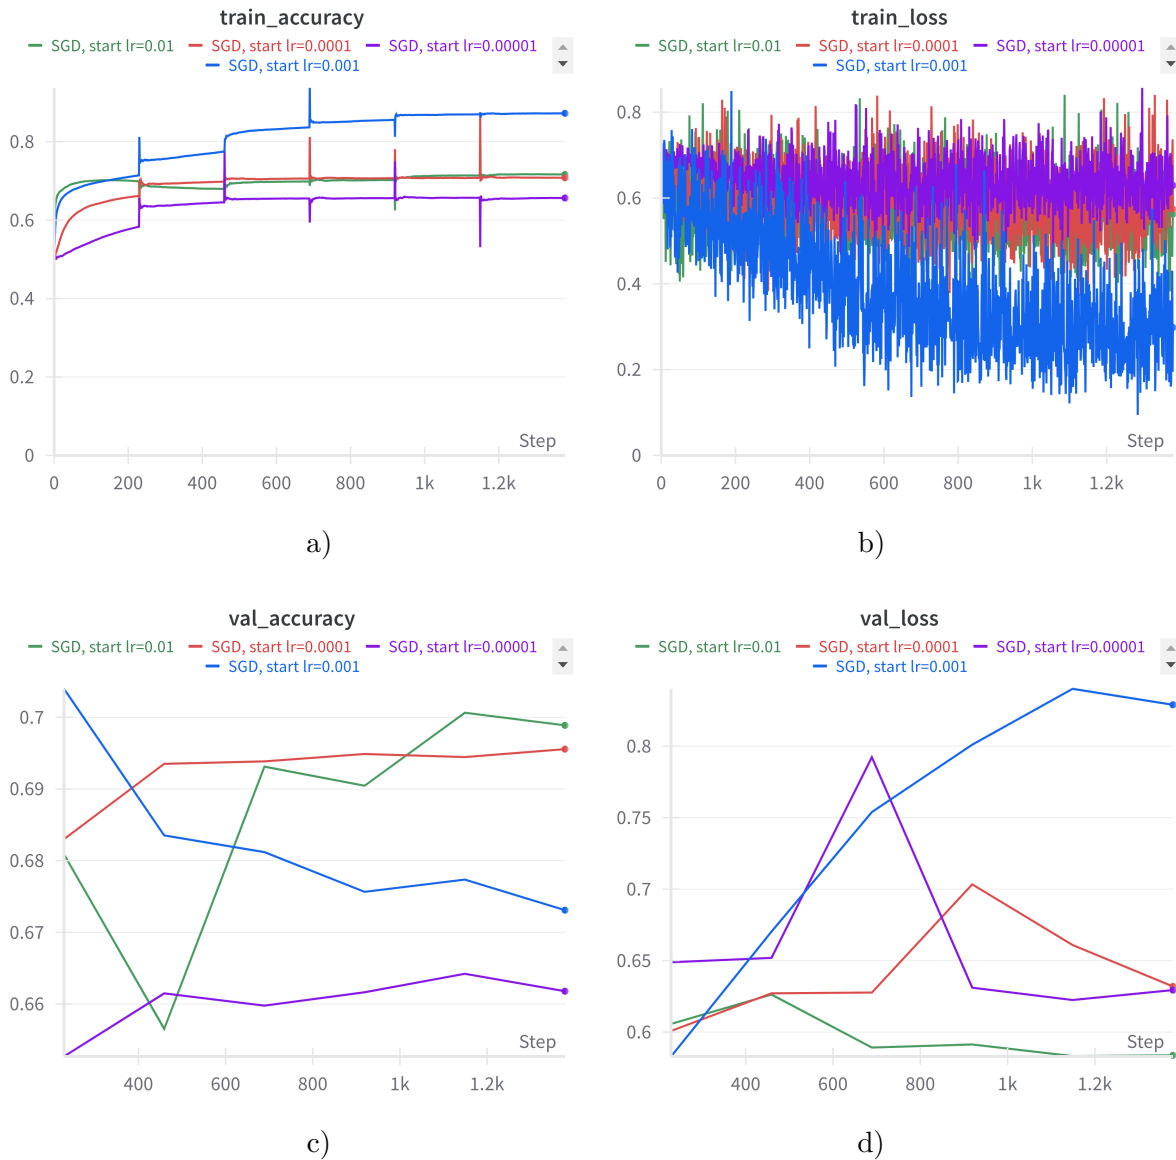 train_accuracy
SGD, start lr=0.01 SGD, start lr=0.0001 SGD, start lr=0.00001
SGD, start lr=0.001
0.8
0.6
0.4
0.2
0
Step
0 200 400 600 800 1k 1.2k
a)
train_loss
SGD, start lr=0.01 SGD, start lr=0.0001 SGD, start lr=0.00001
SGD, start lr=0.001
0.8
0.6
0.4
0.2
0
Step
0 200 400 600 800 1k 1.2k
b)
val_accuracy
SGD, start lr=0.01 SGD, start lr=0.0001 SGD, start lr=0.00001
SGD, start lr=0.001
0.7
0.69
0.68
0.67
0.66
Step
400 600 800 1k 1.2k
c)
val_loss
SGD, start lr=0.01 SGD, start lr=0.0001 SGD, start lr=0.00001
SGD, start lr=0.001
0.8
0.75
0.7
0.65
0.6
Step
400 600 800 1k 1.2k
d)